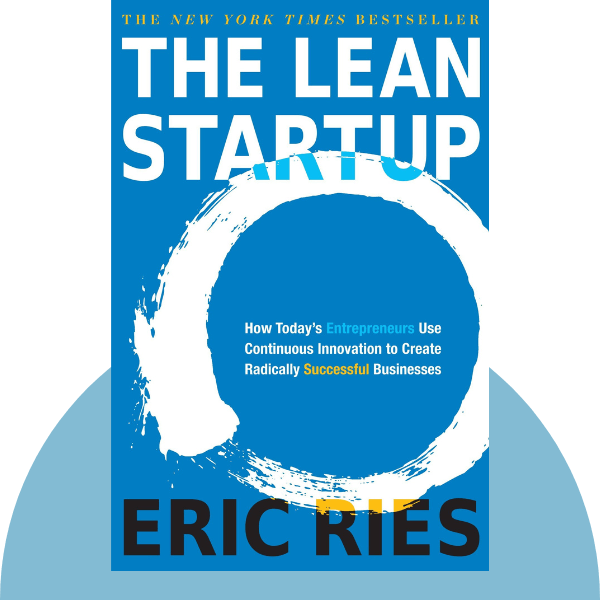 THE NEW YORK TIMES BESTSELLER
THE LEAN
STARTUP
How Today's Entrepreneurs Use
Continuous Innovation to Create
Radically Successful Businesses
ERIC RIES